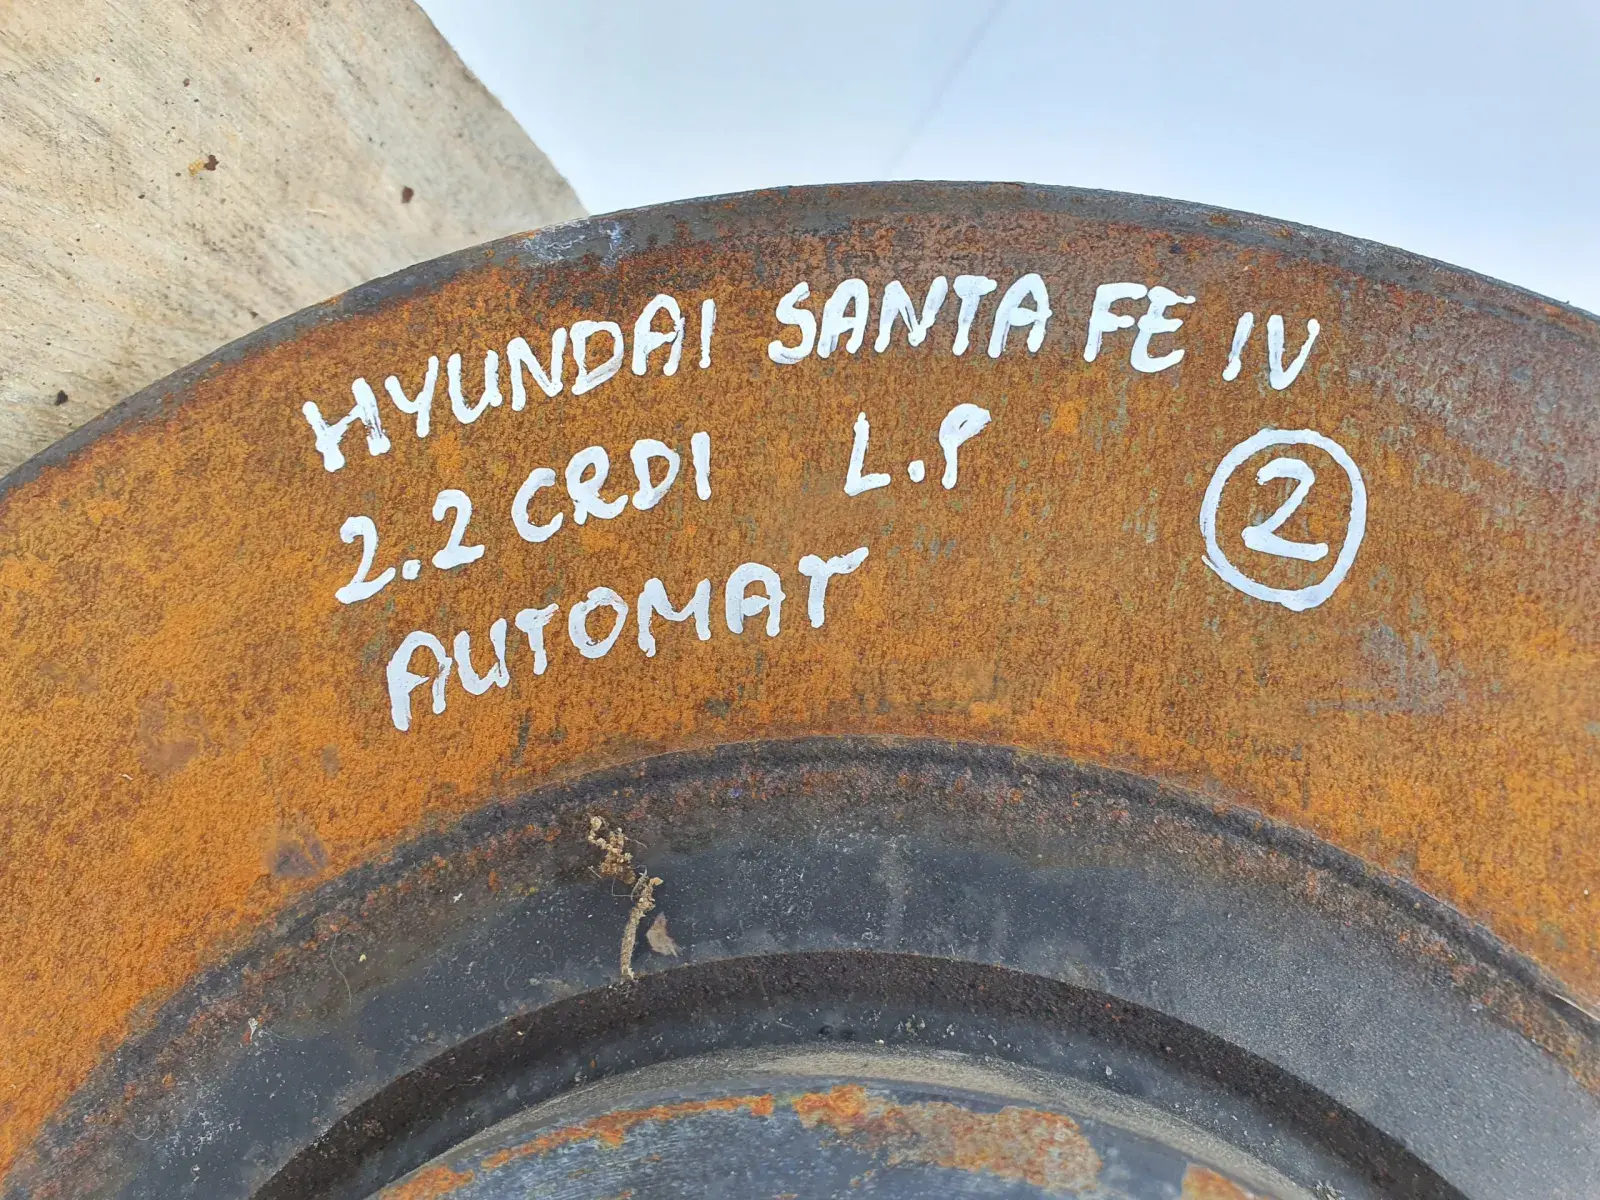 HYUNDAI SANTA FE IV
2.2 CRDI L.P
2
AUTOMAT